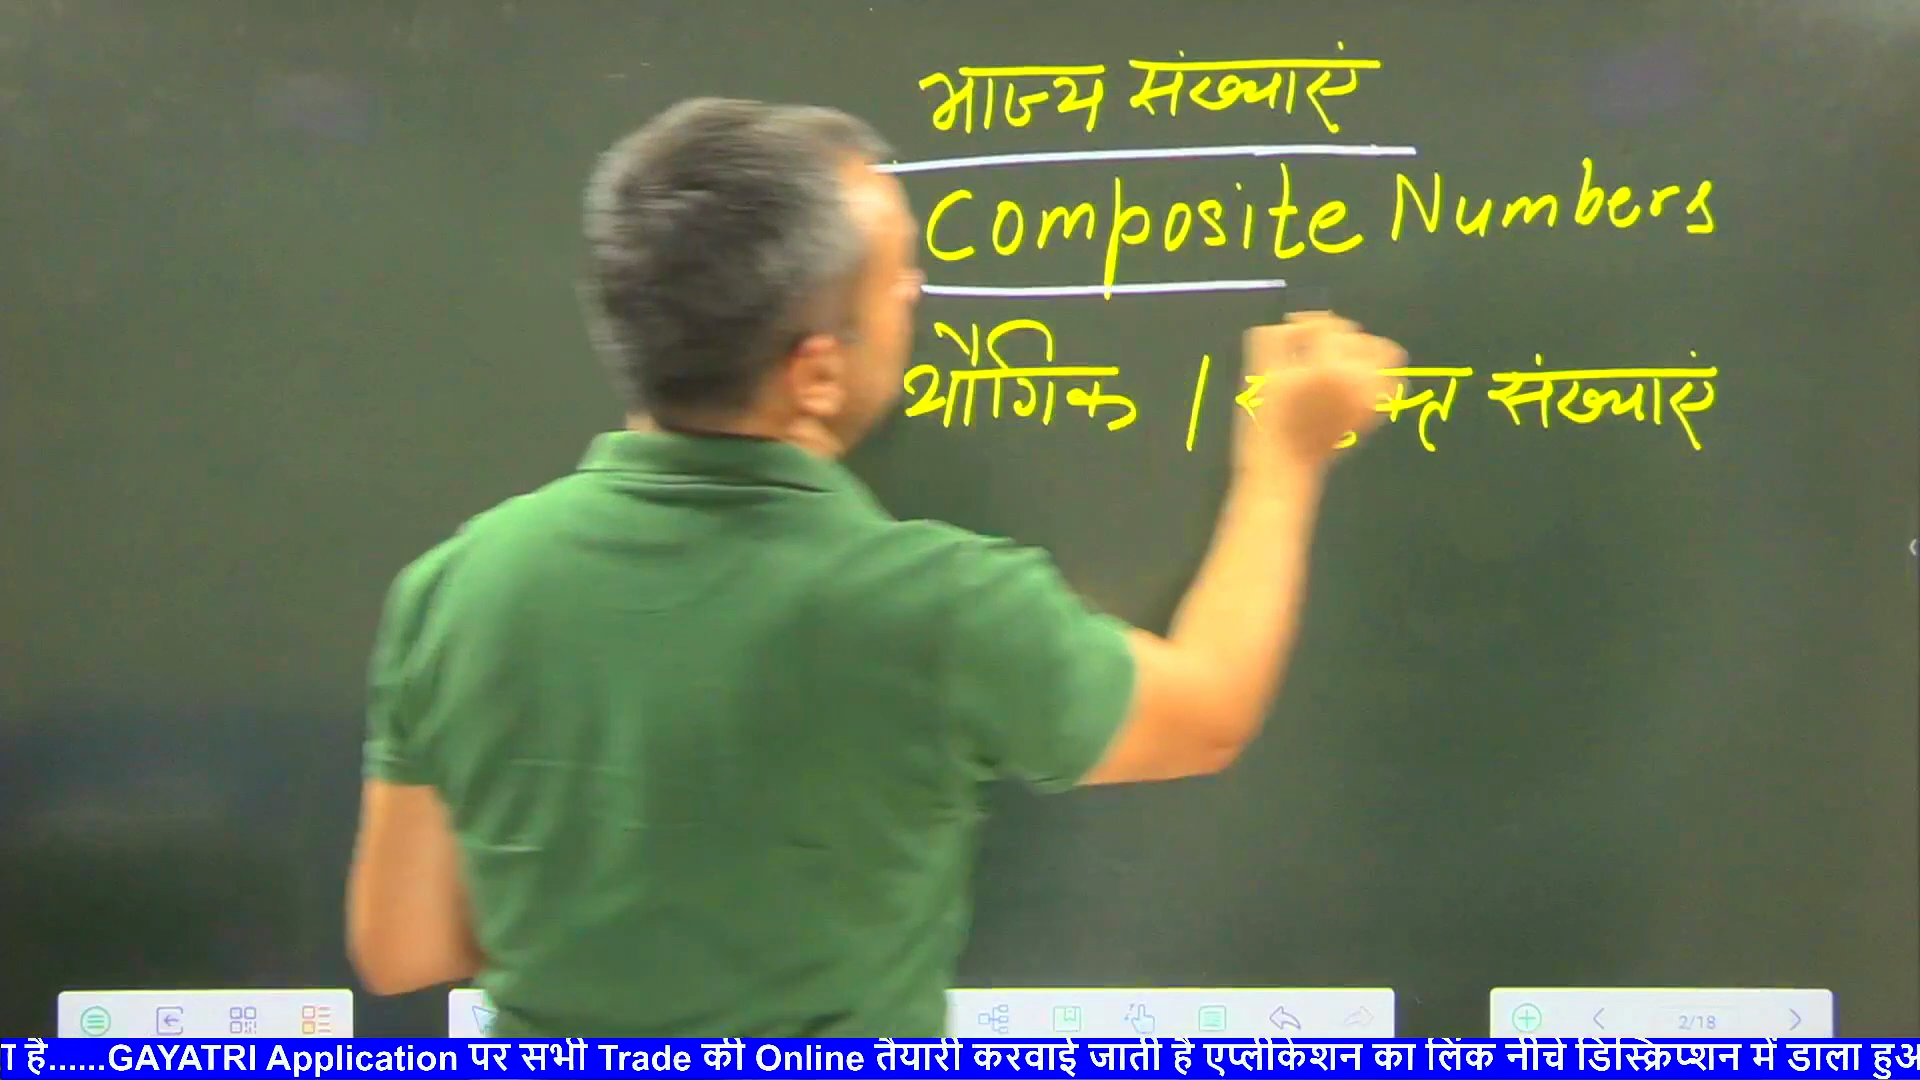 भाज्य संख्याएं
Composite Numbers
यौगिक / संख्याएं
2/18
है......GAYATRI Application पर सभी Trade की Online तैयारी करवाई जाती है एप्लीकेशन का लिंक नीचे डिस्क्रिप्शन में डाला